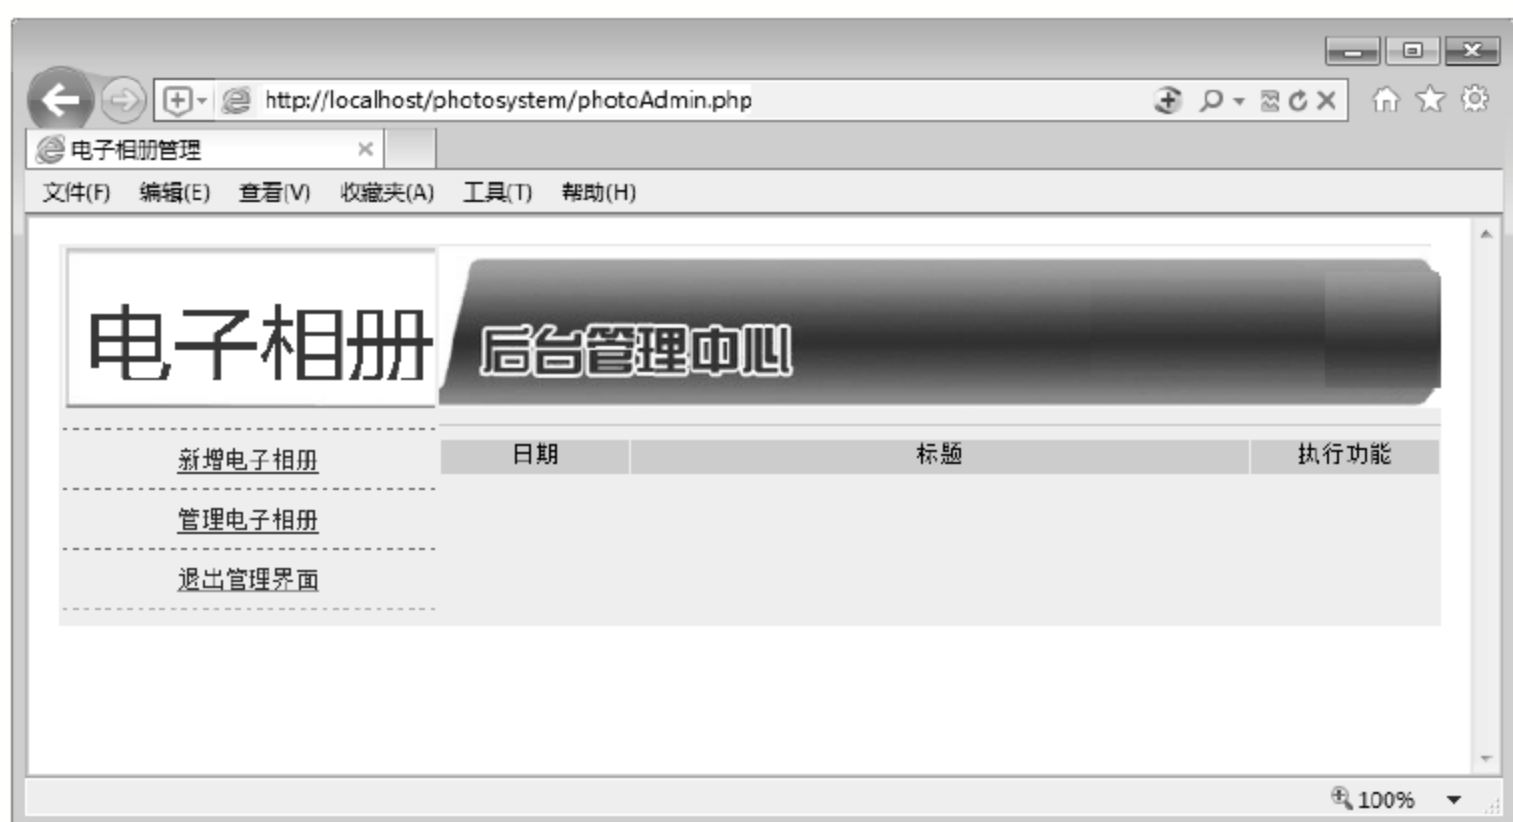 http://localhost/photosystem/photoAdmin.php
电子相册管理
文件(F) 编辑(E) 查看(V) 收藏夹(A) 工具(T) 帮助(H)
电子相册
后台管理中心
日期 标题 执行功能
新增电子相册
管理电子相册
退出管理界面
100%